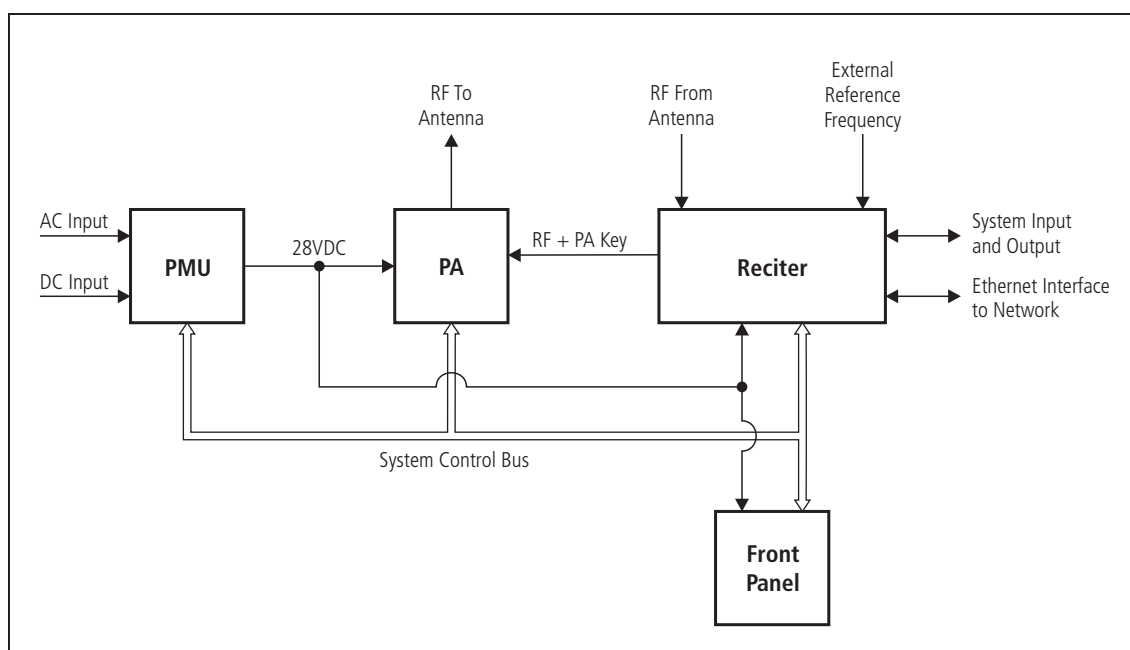 RF To
Antenna
RF From
Antenna
External
Reference
Frequency
AC Input
DC Input
PMU
28VDC
PA
RF + PA Key
Reciter
System Input
and Output
Ethernet Interface
to Network
System Control Bus
Front
Panel